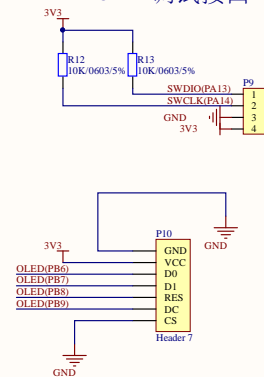 3V3
R12
10K/0603/5%
R13
10K/0603/5%
P9
SWDIO(PA13)
1
SWCLK(PA14)
2
GND
3
3V3
4
P10
3V3
GND
GND
VCC
OLED(PB6)
D0
OLED(PB7)
D1
OLED(PB8)
RES
OLED(PB9)
DC
CS
Header 7
GND